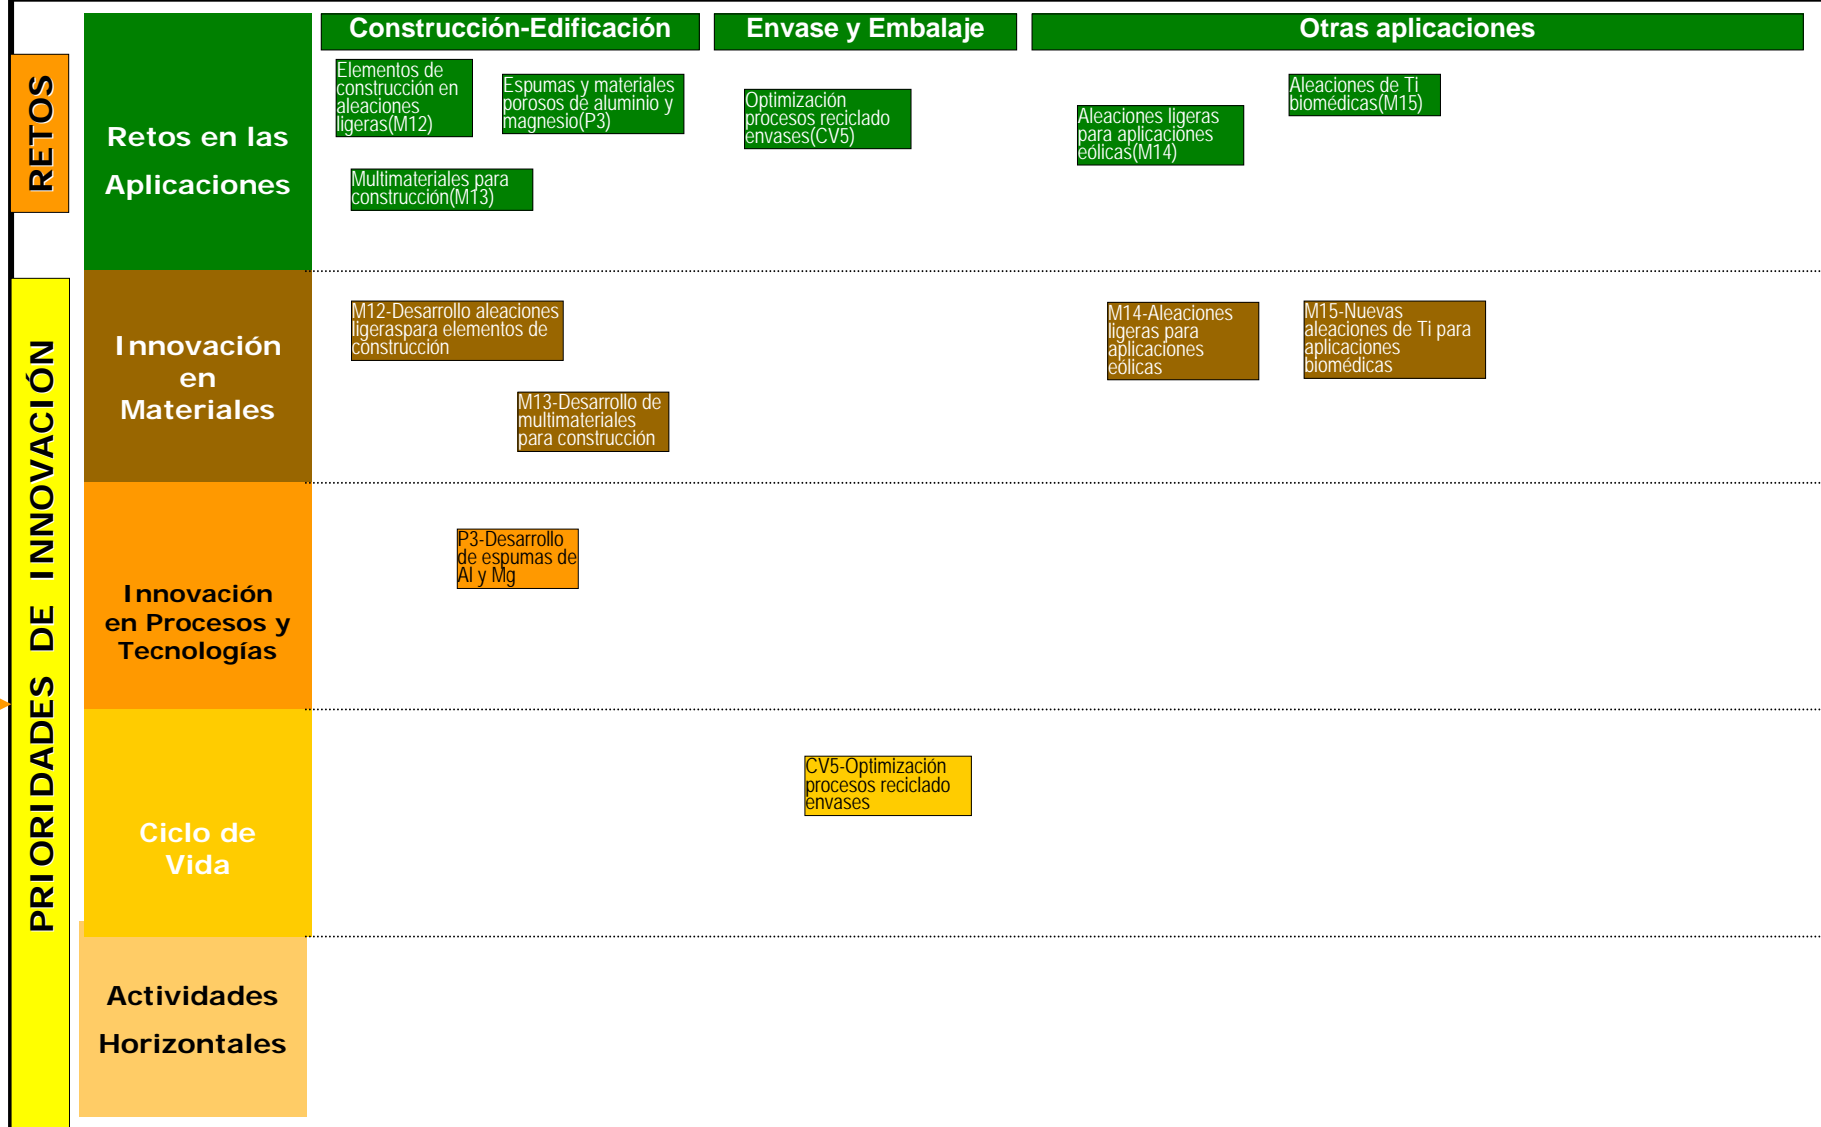 Construcción-Edificación
Envase y Embalaje
Otras aplicaciones
RETOS
Retos en las
Aplicaciones
Elementos de
construcción en
aleaciones
ligeras(M12)
Espumas y materiales
porosos de aluminio y
magnesio(P3)
Multimateriales para
construcción(M13)
Optimización
procesos reciclado
envases(CV5)
Aleaciones ligeras
para aplicaciones
eólicas(M14)
Aleaciones de Ti
biomédicas(M15)
PRIORIDADES DE INNOVACIÓN
Innovación
en
Materiales
M12-Desarrollo aleaciones
ligeraspara elementos de
construcción
M13-Desarrollo de
multimateriales
para construcción
M14-Aleaciones
ligeras para
aplicaciones
eólicas
M15-Nuevas
aleaciones de Ti para
aplicaciones
biomédicas
Innovación
en Procesos y
Tecnologías
P3-Desarrollo
de espumas de
Al y Mg
Ciclo de
Vida
CV5-Optimización
procesos reciclado
envases
Actividades
Horizontales